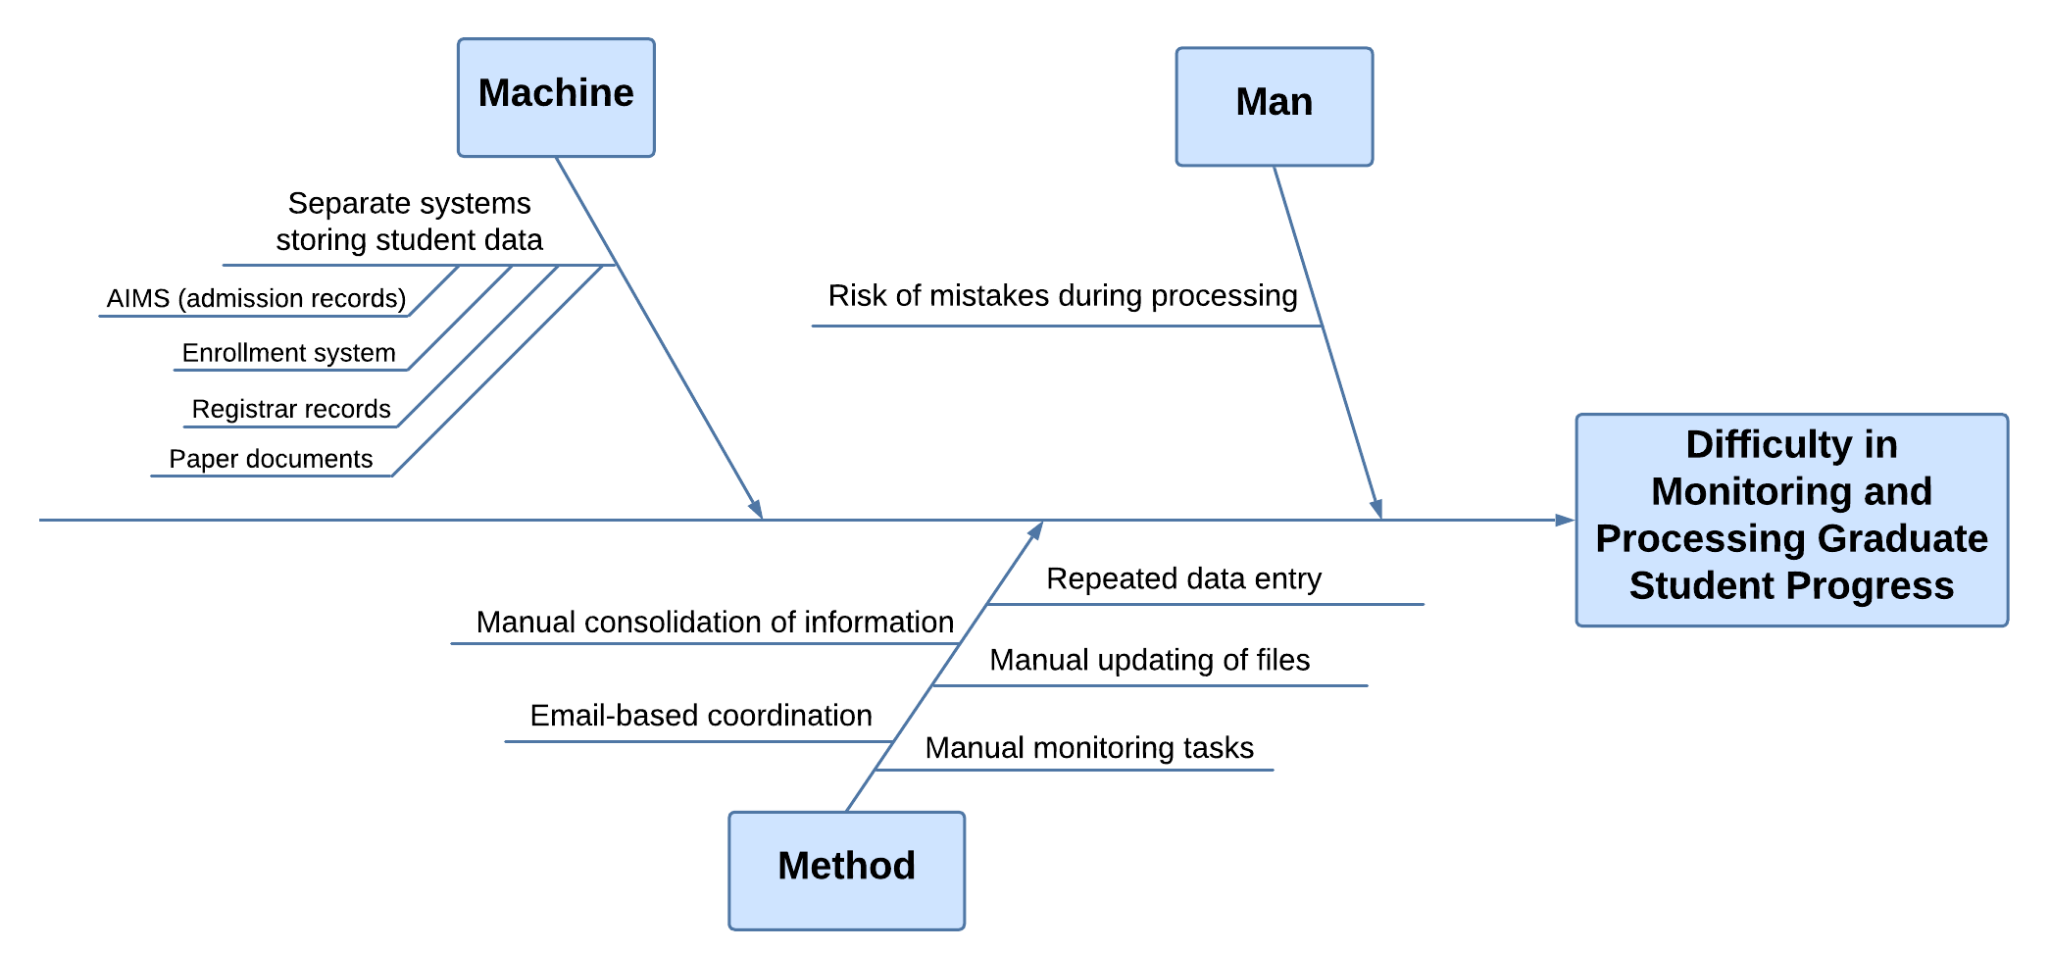 Machine
Man
Separate systems
storing student data
AIMS (admission records)
Enrollment system
Registrar records
Paper documents
Risk of mistakes during processing
Difficulty in
Monitoring and
Processing Graduate
Student Progress
Repeated data entry
Manual consolidation of information
Manual updating of files
Email-based coordination
Manual monitoring tasks
Method